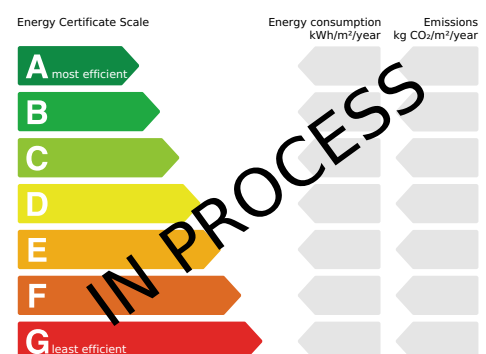 Energy Certificate Scale
Energy consumption
kWh/m²/year
Emissions
kg CO₂/m²/year
A most efficient
B
C
D
E
F
G least efficient
IN PROCESS